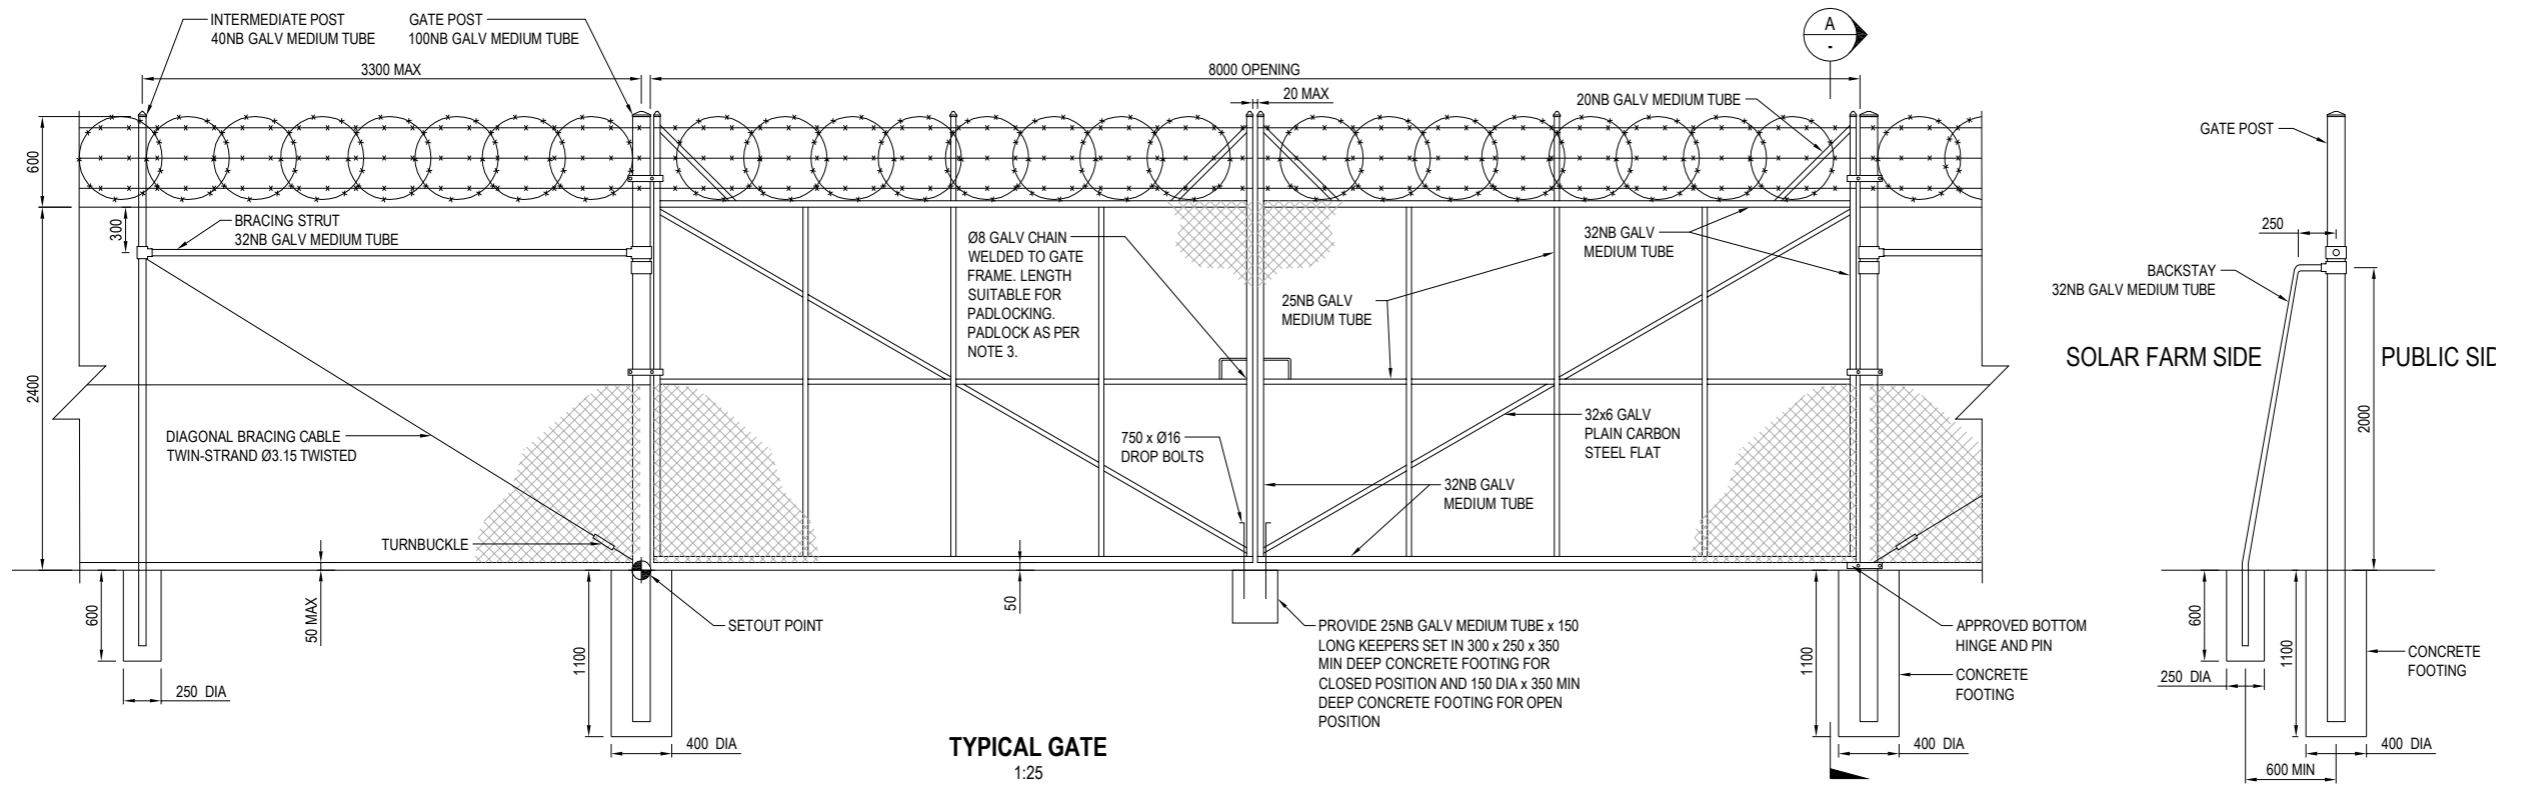 INTERMEDIATE POST
40NB GALV MEDIUM TUBE
GATE POST
100NB GALV MEDIUM TUBE
A
-
3300 MAX
8000 OPENING
20 MAX
20NB GALV MEDIUM TUBE
600
300
2400
BRACING STRUT
32NB GALV MEDIUM TUBE
Ø8 GALV CHAIN
WELDED TO GATE
FRAME. LENGTH
SUITABLE FOR
PADLOCKING.
PADLOCK AS PER
NOTE 3.
25NB GALV
MEDIUM TUBE
32NB GALV
MEDIUM TUBE
DIAGONAL BRACING CABLE
TWIN-STRAND Ø3.15 TWISTED
750 x Ø16
DROP BOLTS
32x6 GALV
PLAIN CARBON
STEEL FLAT
32NB GALV
MEDIUM TUBE
TURNBUCKLE
600
50 MAX
250 DIA
SETOUT POINT
1100
400 DIA
50
PROVIDE 25NB GALV MEDIUM TUBE x 150
LONG KEEPERS SET IN 300 x 250 x 350
MIN DEEP CONCRETE FOOTING FOR
CLOSED POSITION AND 150 DIA x 350 MIN
DEEP CONCRETE FOOTING FOR OPEN
POSITION
APPROVED BOTTOM
HINGE AND PIN
CONCRETE
FOOTING
1100
400 DIA
TYPICAL GATE
1:25
GATE POST
250
BACKSTAY
32NB GALV MEDIUM TUBE
SOLAR FARM SIDE
PUBLIC SID
2000
600
1100
250 DIA
CONCRETE
FOOTING
400 DIA
600 MIN